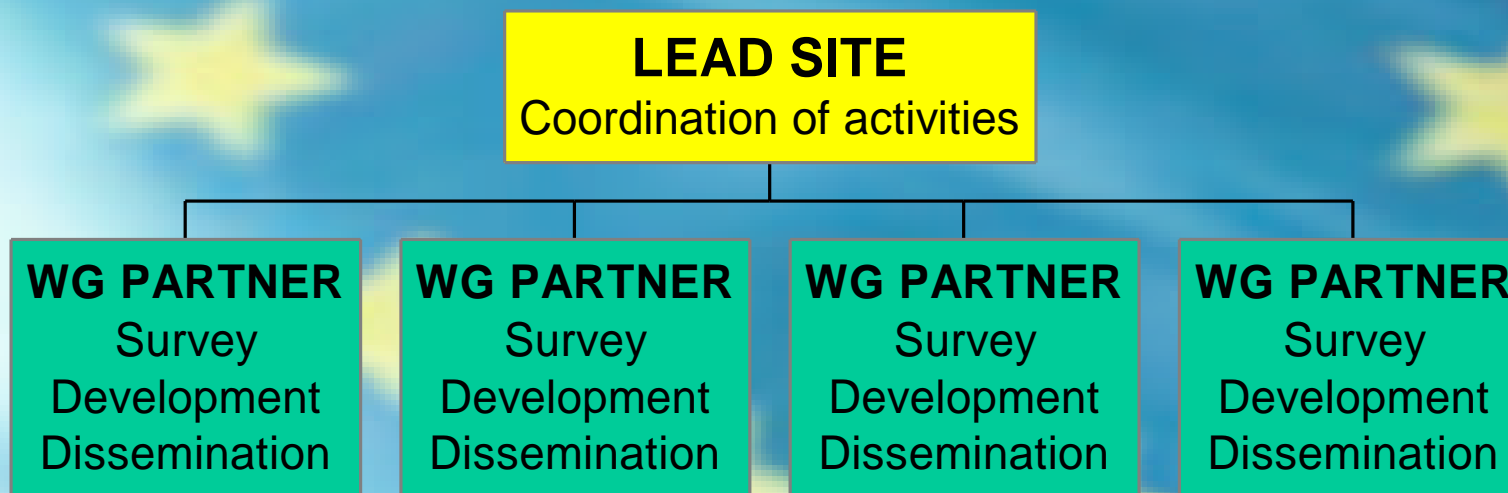 LEAD SITE
Coordination of activities
WG PARTNER
Survey
Development
Dissemination
WG PARTNER
Survey
Development
Dissemination
WG PARTNER
Survey
Development
Dissemination
WG PARTNER
Survey
Development
Dissemination